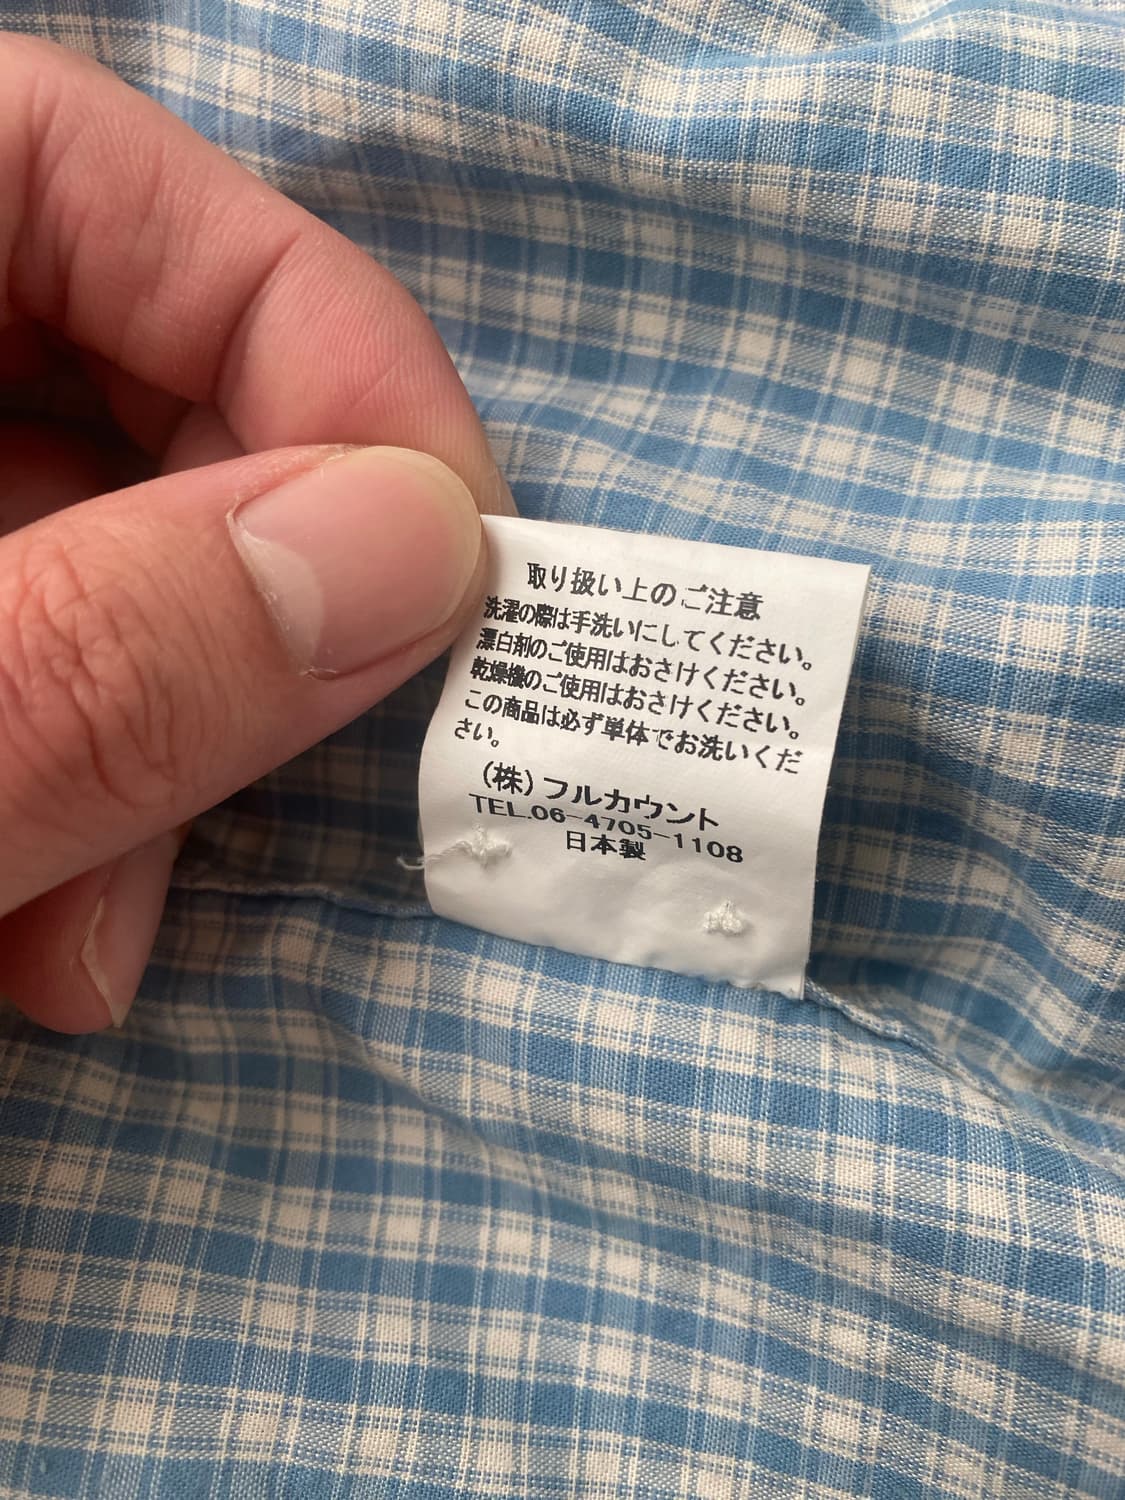 取り扱い上のご注意
洗濯の際は手洗いにしてください。
漂白剤のご使用はおさけください。
乾燥機のご使用はおさけください。
この商品は必ず単体でお洗いくだ
さい。
(株)フルカウント
TEL.06-4705-1108
日本製